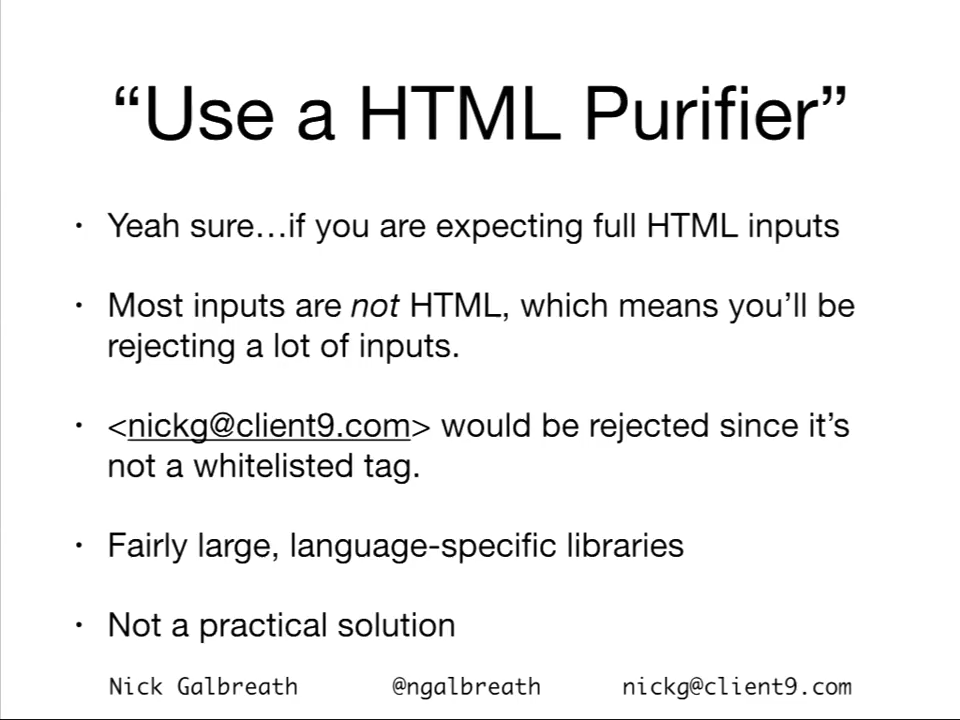 “Use a HTML Purifier”
• Yeah sure…if you are expecting full HTML inputs
• Most inputs are not HTML, which means you’ll be
rejecting a lot of inputs.
• <nickg@client9.com> would be rejected since it’s
not a whitelisted tag.
• Fairly large, language-specific libraries
• Not a practical solution
Nick Galbreath @ngalbreath nickg@client9.com